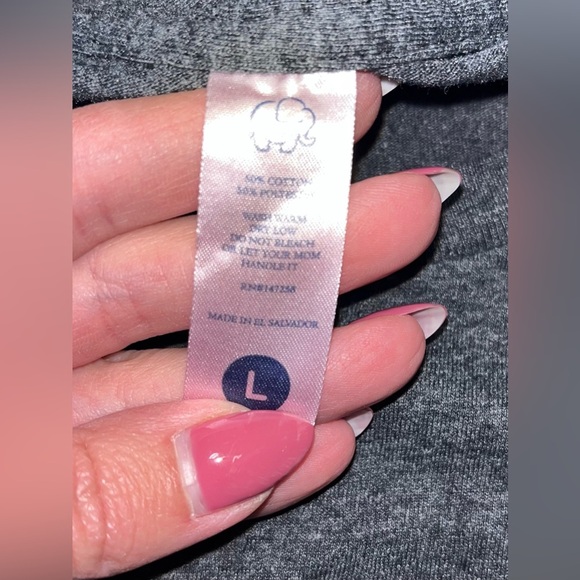 50% COTTON
50% POLYESTER
WASH WARM
DRY LOW
DO NOT BLEACH
OR LET YOUR MOM
HANDLE IT
RN#147258
MADE IN EL SALVADOR
L